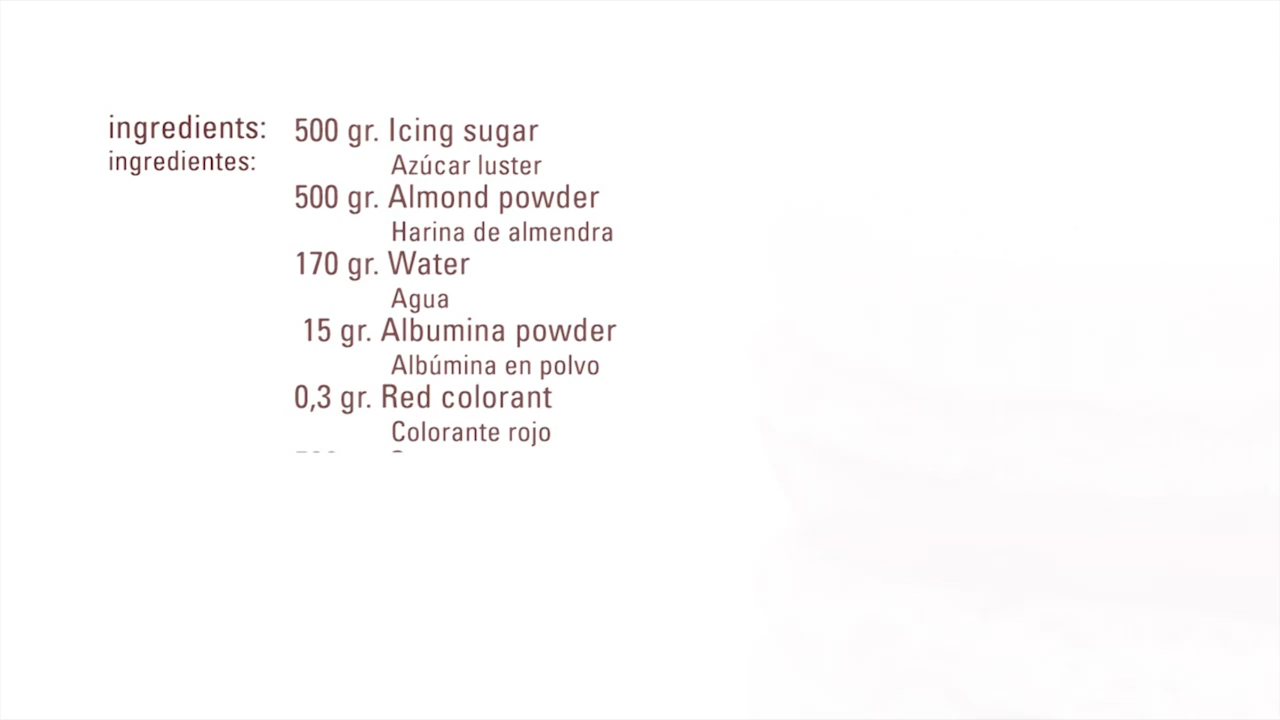 ingredients:
ingredientes:
500 gr. Icing sugar
Azúcar luster
500 gr. Almond powder
Harina de almendra
170 gr. Water
Agua
15 gr. Albumina powder
Albúmina en polvo
0,3 gr. Red colorant
Colorante rojo